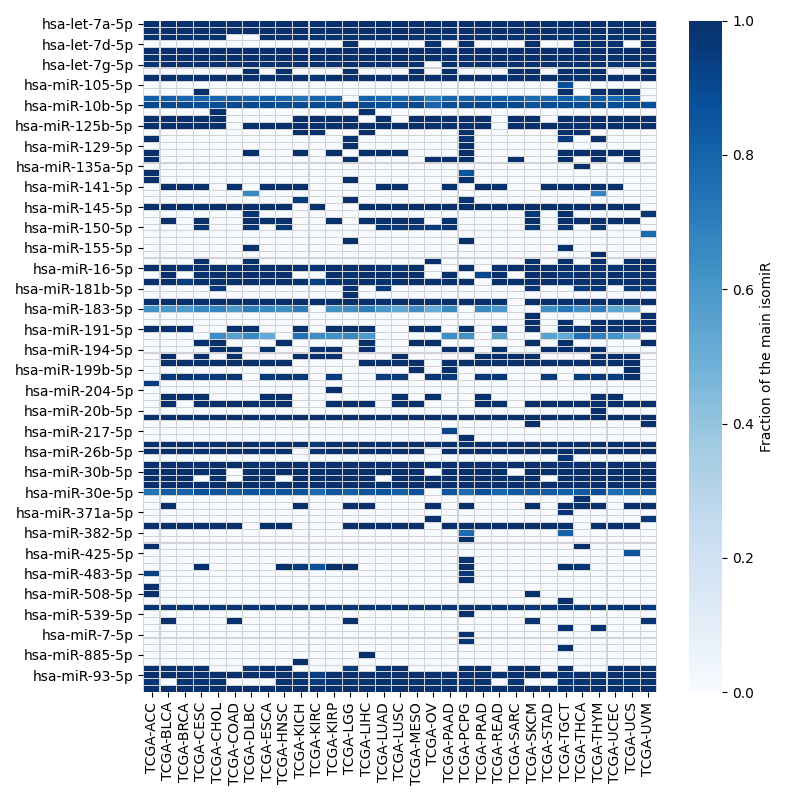 hsa-let-7a-5p
hsa-let-7d-5p
hsa-let-7g-5p
hsa-miR-105-5p
hsa-miR-10b-5p
hsa-miR-125b-5p
hsa-miR-129-5p
hsa-miR-135a-5p
hsa-miR-141-5p
hsa-miR-145-5p
hsa-miR-150-5p
hsa-miR-155-5p
hsa-miR-16-5p
hsa-miR-181b-5p
hsa-miR-183-5p
hsa-miR-191-5p
hsa-miR-194-5p
hsa-miR-199b-5p
hsa-miR-204-5p
hsa-miR-20b-5p
hsa-miR-217-5p
hsa-miR-26b-5p
hsa-miR-30b-5p
hsa-miR-30e-5p
hsa-miR-371a-5p
hsa-miR-382-5p
hsa-miR-425-5p
hsa-miR-483-5p
hsa-miR-508-5p
hsa-miR-539-5p
hsa-miR-7-5p
hsa-miR-885-5p
hsa-miR-93-5p
TCGA-ACC
TCGA-BLCA
TCGA-BRCA
TCGA-CESC
TCGA-CHOL
TCGA-COAD
TCGA-DLBC
TCGA-ESCA
TCGA-HNSC
TCGA-KICH
TCGA-KIRC
TCGA-KIRP
TCGA-LGG
TCGA-LIHC
TCGA-LUAD
TCGA-LUSC
TCGA-MESO
TCGA-OV
TCGA-PAAD
TCGA-PCPG
TCGA-PRAD
TCGA-READ
TCGA-SARC
TCGA-SKCM
TCGA-STAD
TCGA-TGCT
TCGA-THCA
TCGA-THYM
TCGA-UCEC
TCGA-UCS
TCGA-UVM
1.0
0.8
0.6
0.4
0.2
0.0
Fraction of the main isomiR